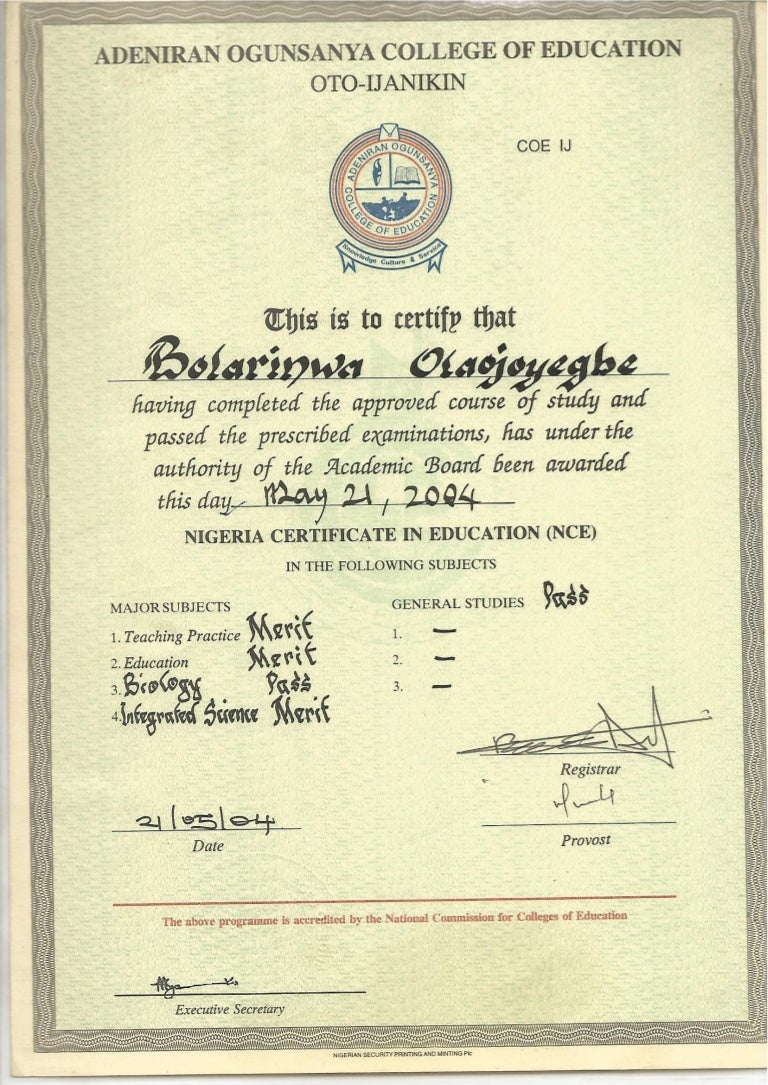 ADENIRAN OGUNSANYA COLLEGE OF EDUCATION
OTO-IJANIKIN
COE IJ
ADENIRAN OGUNSANYA
COLLEGE OF EDUCATION
Knowledge Culture & Service
This is to certify that
Bolarinwa Olaojoyegbe
having completed the approved course of study and
passed the prescribed examinations, has under the
authority of the Academic Board been awarded
this day May 21, 2004
NIGERIA CERTIFICATE IN EDUCATION (NCE)
IN THE FOLLOWING SUBJECTS
MAJOR SUBJECTS
1. Teaching Practice Merit
2. Education Merit
3. Biology Pass
4. Integrated Science Merit
GENERAL STUDIES Pass
1. —
2. —
3. —
Registrar
Provost
21/05/04
Date
The above programme is accredited by the National Commission for Colleges of Education
Executive Secretary
NIGERIAN SECURITY PRINTING AND MINTING Plc